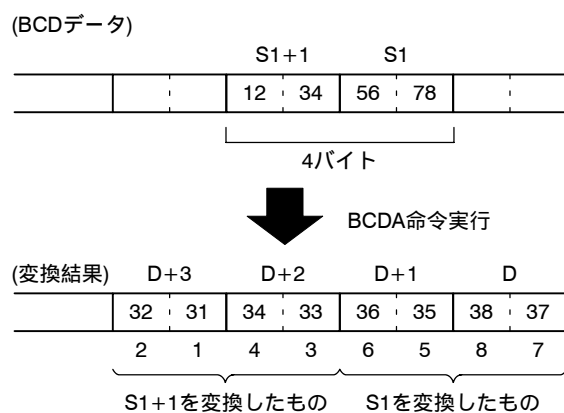 (BCDデータ)
S1+1 S1
12 34 56 78
4バイト
BCDA命令実行
(変換結果) D+3 D+2 D+1 D
32 31 34 33 36 35 38 37
2 1 4 3 6 5 8 7
S1+1を変換したもの S1を変換したもの